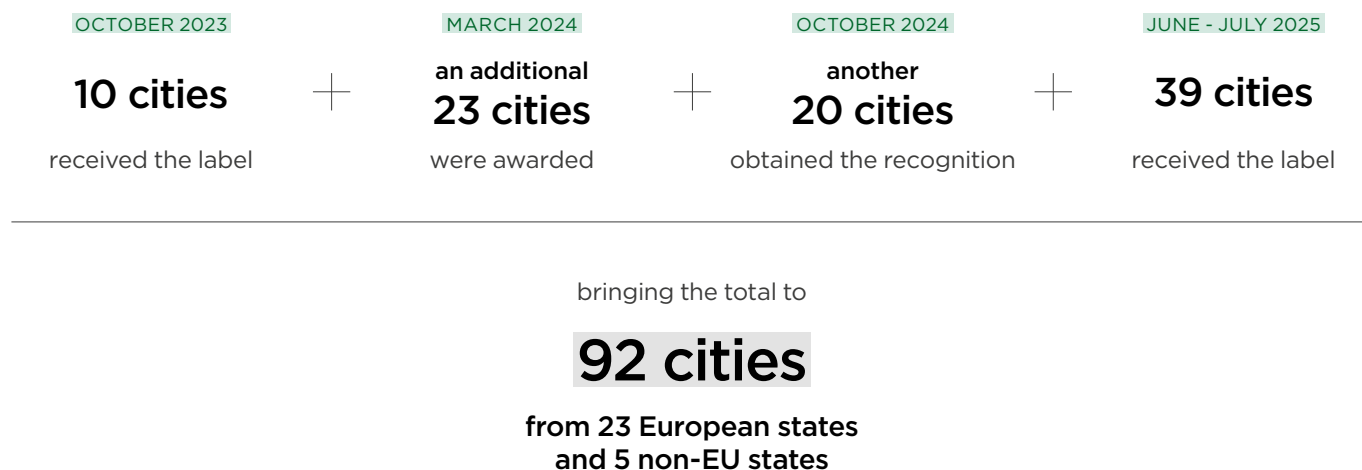 OCTOBER 2023
10 cities
received the label
+
MARCH 2024
an additional
23 cities
were awarded
+
OCTOBER 2024
another
20 cities
obtained the recognition
+
JUNE - JULY 2025
39 cities
received the label
bringing the total to
92 cities
from 23 European states
and 5 non-EU states